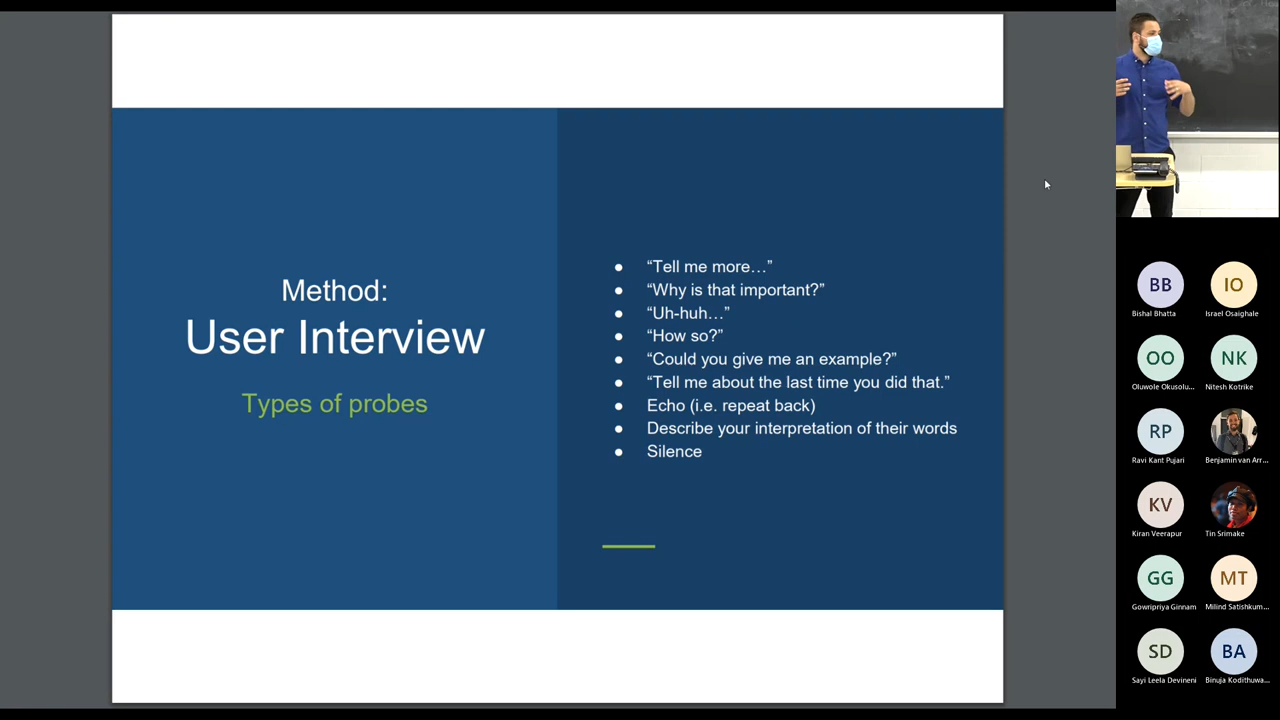 Method:
User Interview
Types of probes
● “Tell me more…”
● “Why is that important?”
● “Uh-huh…”
● “How so?”
● “Could you give me an example?”
● “Tell me about the last time you did that.”
● Echo (i.e. repeat back)
● Describe your interpretation of their words
● Silence
BB
IO
Bishal Bhatta
Israel Osaighale
OO
NK
Oluwole Okusolu...
Nitesh Kotrike
RP
Ravi Kant Pujari
Benjamin van Arr...
KV
Kiran Veerapur
Tin Srimake
GG
MT
Gowripriya Ginnam
Milind Satishkum...
SD
BA
Sayi Leela Devineni
Binuja Kodithuwa...